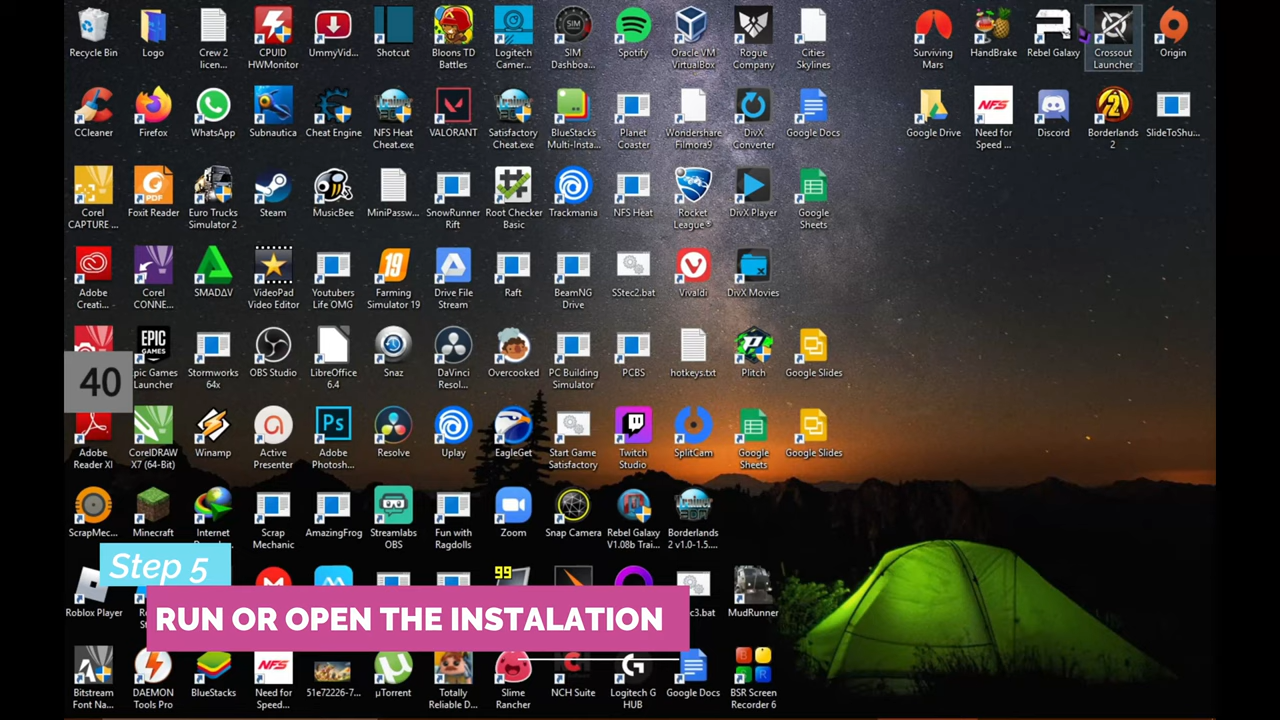 Recycle Bin
Logo
Crew 2
licen...
CPUID
HWMonitor
UmmyVid...
Shotcut
Bloons TD
Battles
Logitech
Camer...
SIM
Dashboa...
Spotify
Oracle VM
VirtualBox
Rogue
Company
Cities
Skylines
Surviving
Mars
HandBrake
Rebel Galaxy
Crossout
Launcher
Origin
CCleaner
Firefox
WhatsApp
Subnautica
Cheat Engine
NFS Heat
Cheat.exe
VALORANT
Satisfactory
Cheat.exe
BlueStacks
Multi-Insta...
Planet
Coaster
Wondershare
Filmora9
DivX
Converter
Google Docs
Google Drive
Need for
Speed ...
Discord
Borderlands
2
SlideToShu...
Corel
CAPTURE ...
Foxit Reader
Euro Trucks
Simulator 2
Steam
MusicBee
MiniPassw...
SnowRunner
Rift
Root Checker
Basic
Trackmania
NFS Heat
Rocket
League®
DivX Player
Google
Sheets
Adobe
Creati...
Corel
CONNE...
SMADΔV
VideoPad
Video Editor
Youtubers
Life OMG
Farming
Simulator 19
Drive File
Stream
Raft
BeamNG
Drive
SStec2.bat
Vivaldi
DivX Movies
40
Epic Games
Launcher
Stormworks
64x
OBS Studio
LibreOffice
6.4
Snaz
DaVinci
Resol...
Overcooked
PC Building
Simulator
PCBS
hotkeys.txt
Plitch
Google Slides
Adobe
Reader XI
CorelDRAW
X7 (64-Bit)
Winamp
Active
Presenter
Adobe
Photosh...
Resolve
Uplay
EagleGet
Start Game
Satisfactory
Twitch
Studio
SplitCam
Google
Sheets
Google Slides
ScrapMec...
Minecraft
Internet
Scrap
Mechanic
AmazingFrog
Streamlabs
OBS
Fun with
Ragdolls
Zoom
Snap Camera
Rebel Galaxy
V1.08b Trai...
Borderlands
2 v1.0-1.5....
Step 5
RUN OR OPEN THE INSTALATION
99
Roblox Player
MudRunner
Bitstream
Font Na...
DAEMON
Tools Pro
BlueStacks
Need for
Speed...
51e72226-7...
µTorrent
Totally
Reliable D...
Slime
Rancher
NCH Suite
Logitech G
HUB
Google Docs
BSR Screen
Recorder 6